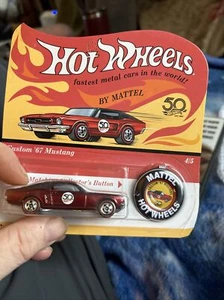 Hot Wheels
fastest metal cars in the world!
BY MATTEL
50
Custom '67 Mustang
4/5
Collector's Button
50
MATTEL
HOT WHEELS